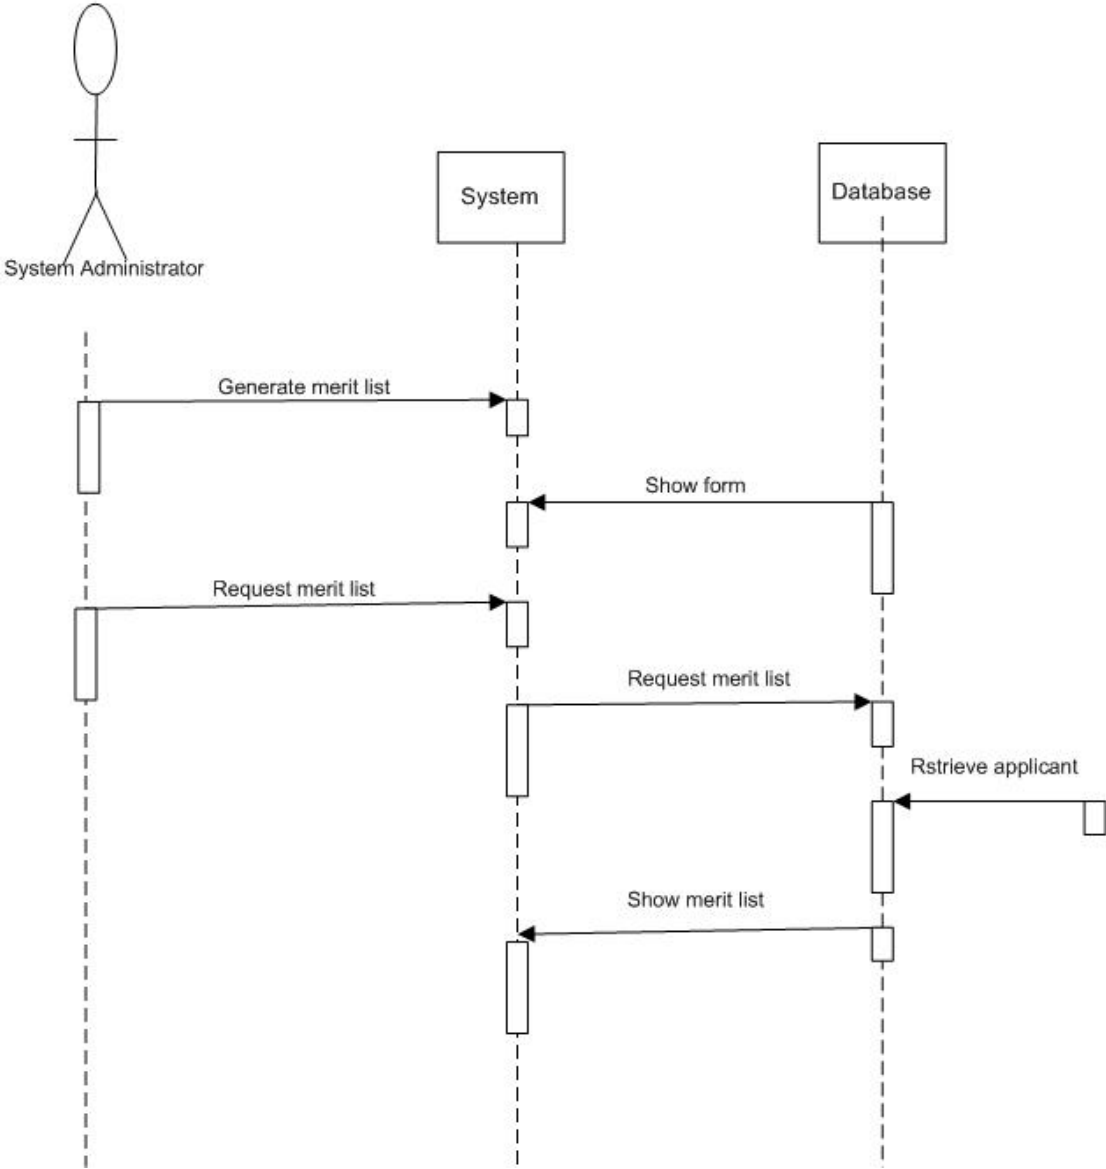 System
Database
System Administrator
Generate merit list
Show form
Request merit list
Request merit list
Rstrieve applicant
Show merit list